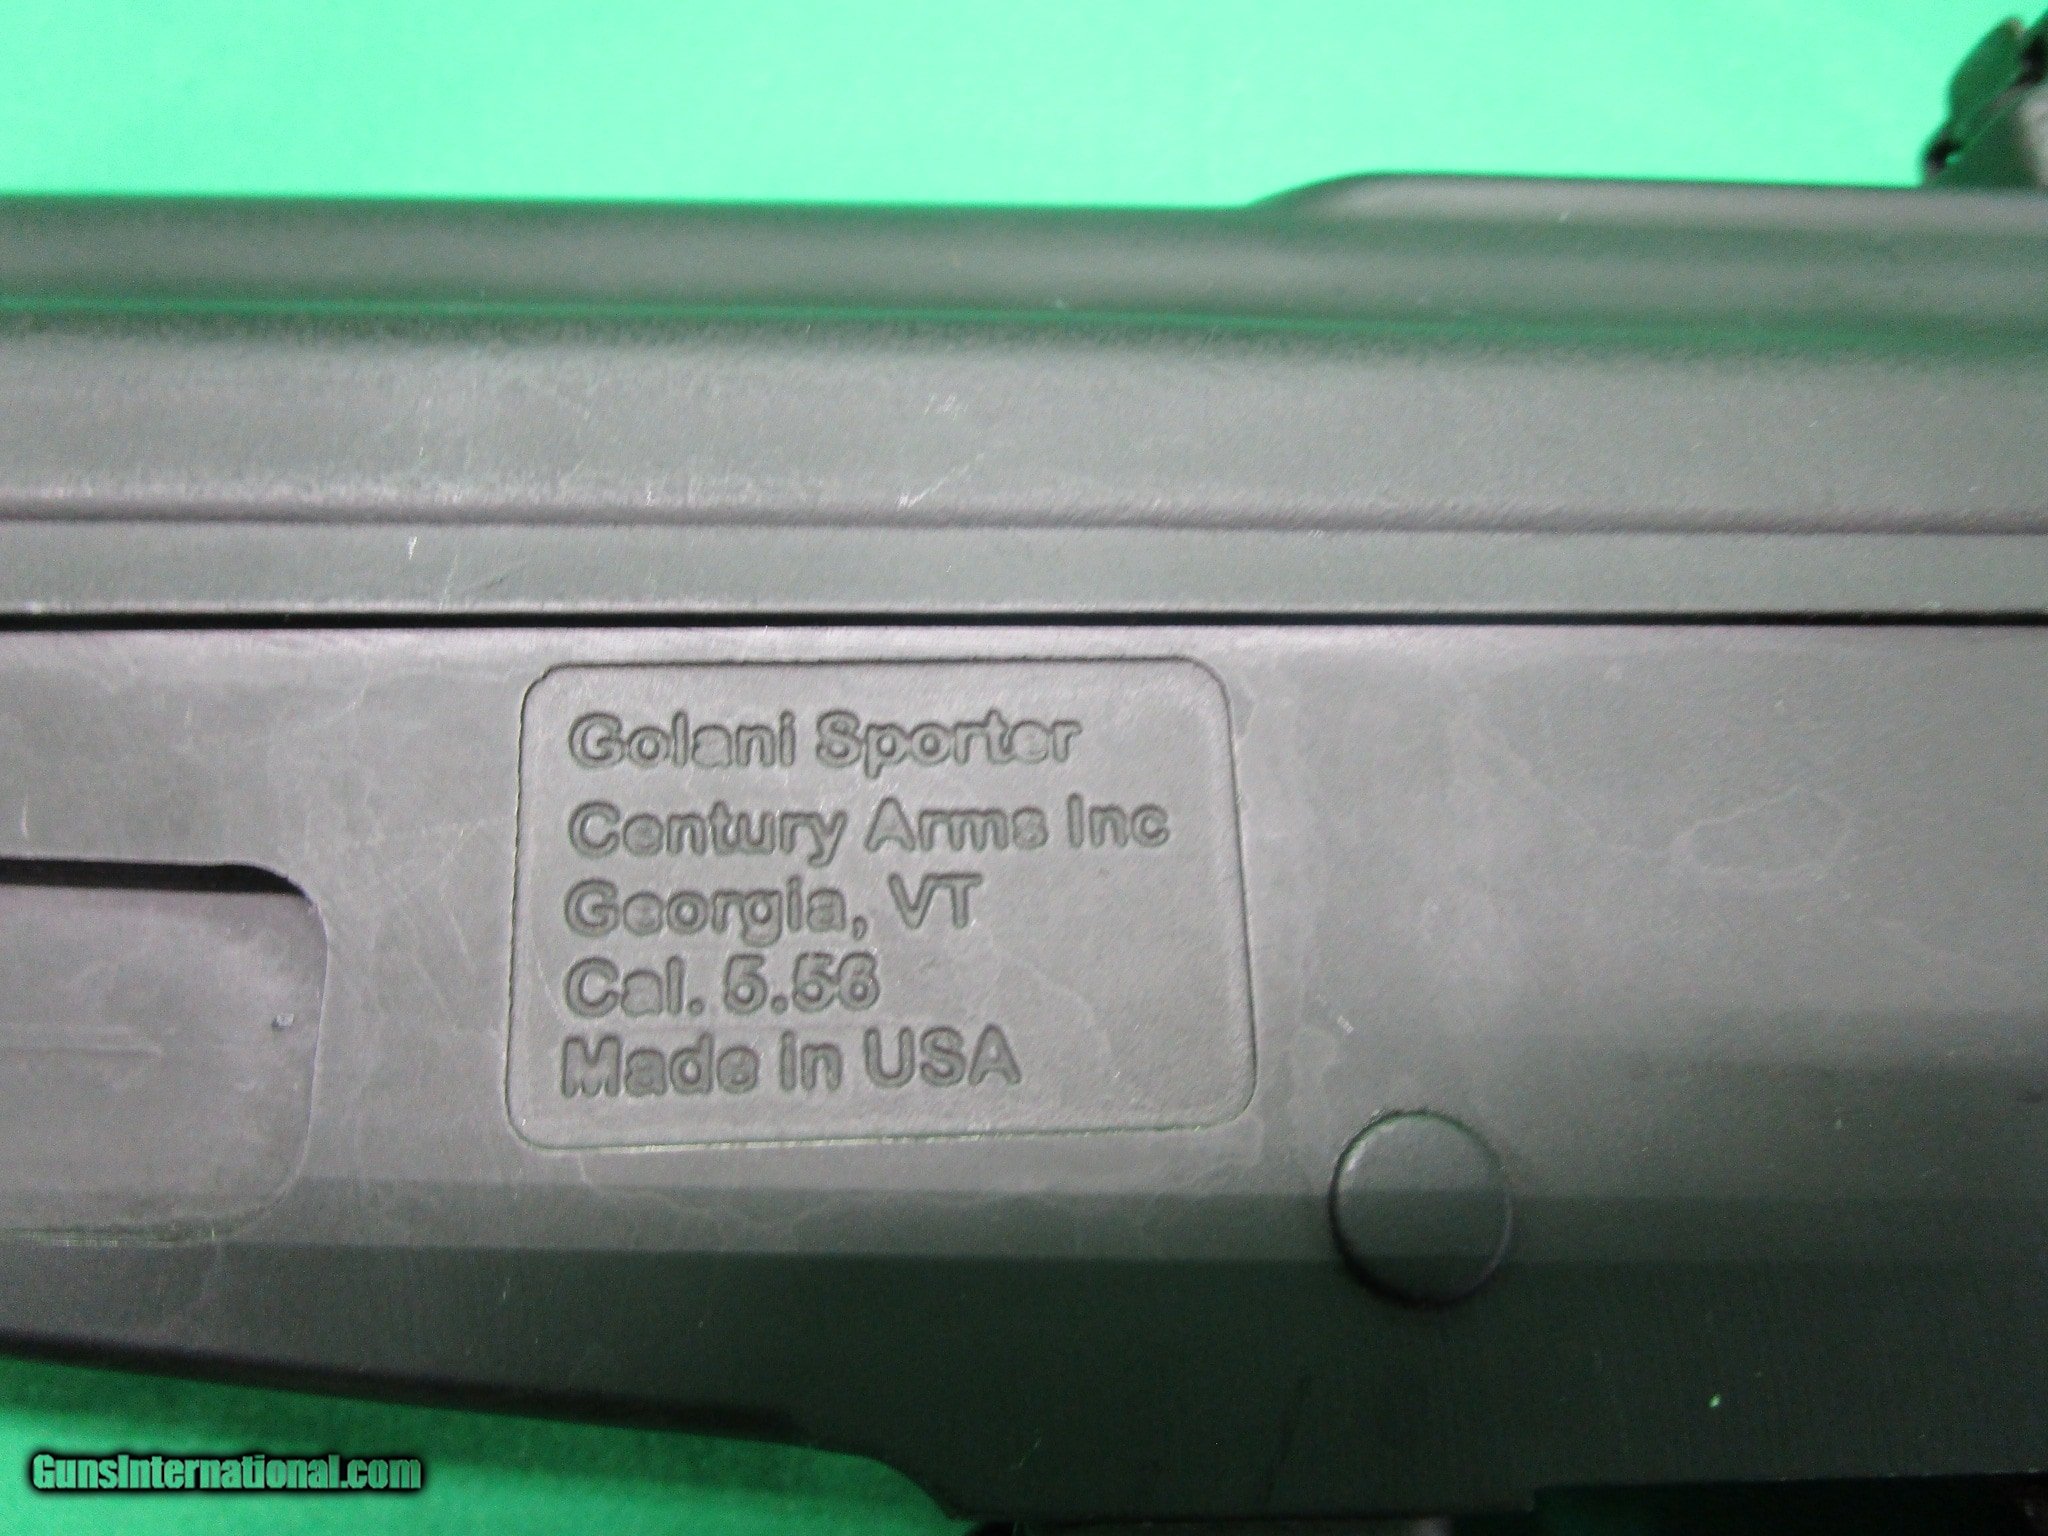 Golani Sporter
Century Arms Inc
Georgia, VT
Cal. 5.56
Made in USA
GunsInternational.com